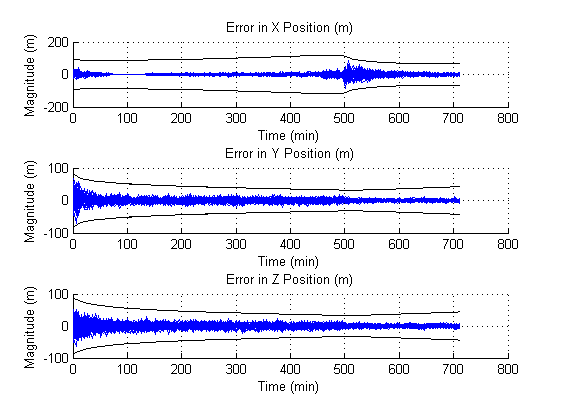 Error in X Position (m)
Magnitude (m)
200
0
-200
0 100 200 300 400 500 600 700 800
Time (min)
Error in Y Position (m)
Magnitude (m)
100
0
-100
0 100 200 300 400 500 600 700 800
Time (min)
Error in Z Position (m)
Magnitude (m)
100
0
-100
0 100 200 300 400 500 600 700 800
Time (min)